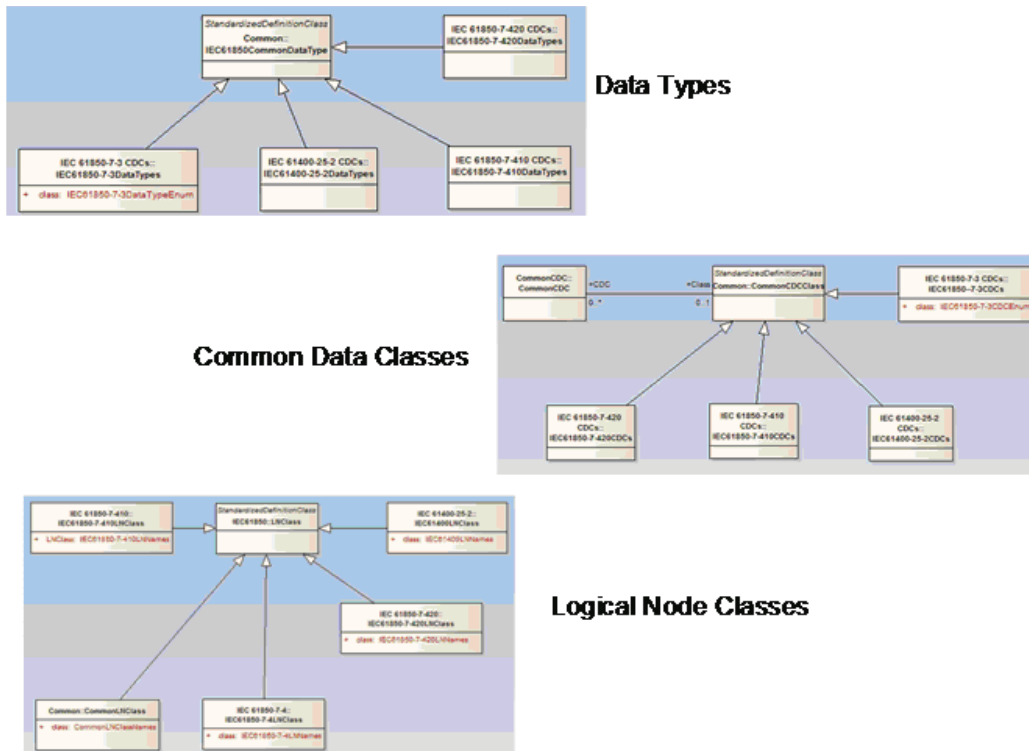 StandardizedDefinitionClass
Common::
IEC61850CommonDataType
IEC 61850-7-420 CDCs::
IEC61850-7-420DataTypes
Data Types
IEC 61850-7-3 CDCs::
IEC61850-7-3DataTypes
+ class: IEC61850-7-3DataTypeEnum
IEC 61400-25-2 CDCs::
IEC61400-25-2DataTypes
IEC 61850-7-410 CDCs::
IEC61850-7-410DataTypes
CommonCDC::
CommonCDC
+CDC
0..*
+Class
0..1
StandardizedDefinitionClass
Common::CommonCDCClass
IEC 61850-7-3 CDCs::
IEC61850--7-3CDCs
+ class: IEC61850-7-3CDCEnum
Common Data Classes
IEC 61850-7-420
CDCs::
IEC61850-7-420CDCs
IEC 61850-7-410
CDCs::
IEC61850-7-410CDCs
IEC 61400-25-2
CDCs::
IEC61400-25-2CDCs
IEC 61850-7-410::
IEC61850-7-410LNClass
+ LNClass: IEC61850-7-410LNNames
StandardizedDefinitionClass
IEC61850::LNClass
IEC 61400-25-2::
IEC61400LNClass
+ class: IEC61400LNNames
Logical Node Classes
IEC 61850-7-420::
IEC61850-7-420LNClass
+ class: IEC61850-7-420LNNames
Common::CommonLNClass
+ class: CommonLNClassNames
IEC 61850-7-4::
IEC61850-7-4LNClass
+ class: IEC61850-7-4LNNames